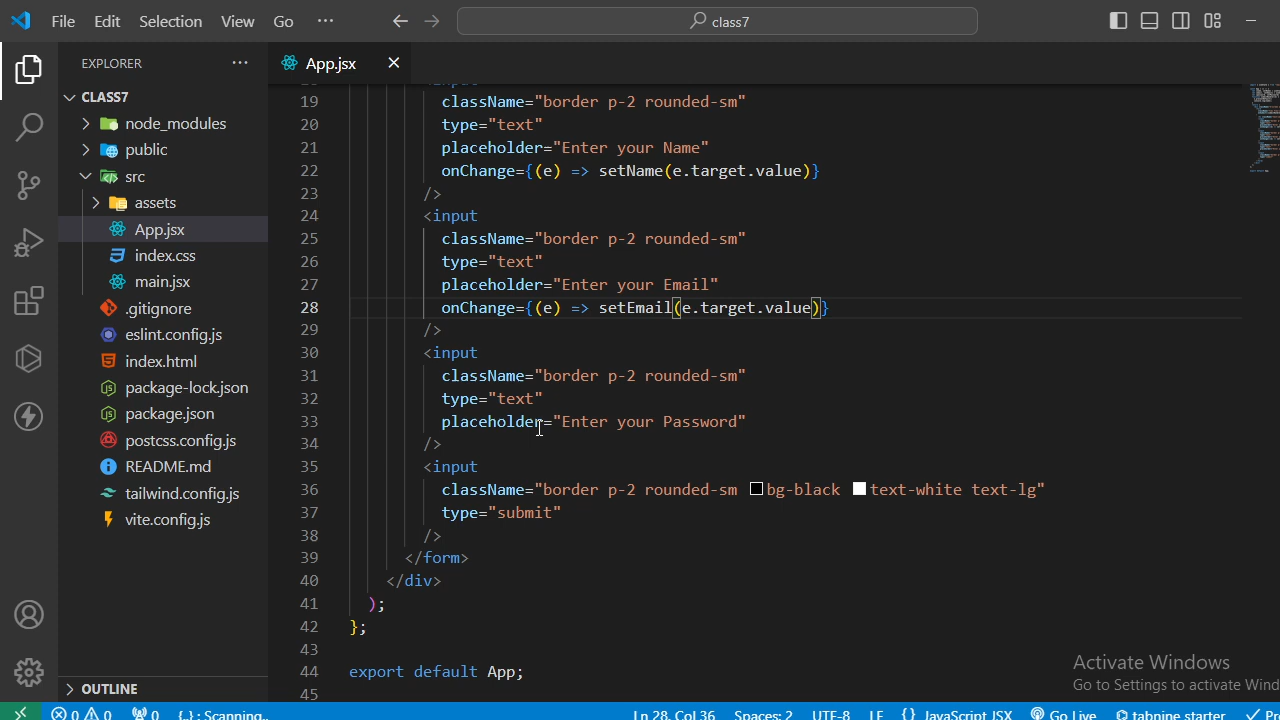 File Edit Selection View Go ··· class7
EXPLORER ···
App.jsx
CLASS7
node_modules
public
src
assets
App.jsx
index.css
main.jsx
.gitignore
eslint.config.js
index.html
package-lock.json
package.json
postcss.config.js
README.md
tailwind.config.js
vite.config.js
OUTLINE
19 className="border p-2 rounded-sm"
20 type="text"
21 placeholder="Enter your Name"
22 onChange={(e) => setName(e.target.value)}
23 />
24 <input
25 className="border p-2 rounded-sm"
26 type="text"
27 placeholder="Enter your Email"
28 onChange={(e) => setEmail(e.target.value)}
29 />
30 <input
31 className="border p-2 rounded-sm"
32 type="text"
33 placeholder="Enter your Password"
34 />
35 <input
36 className="border p-2 rounded-sm bg-black text-white text-lg"
37 type="submit"
38 />
39 </form>
40 </div>
41 );
42 };
43
44 export default App;
45
Activate Windows
Go to Settings to activate Wind
0 0 0 {..} : Scanning.. Ln 28, Col 36 Spaces: 2 UTF-8 LF {} JavaScript JSX Go Live tabnine starter